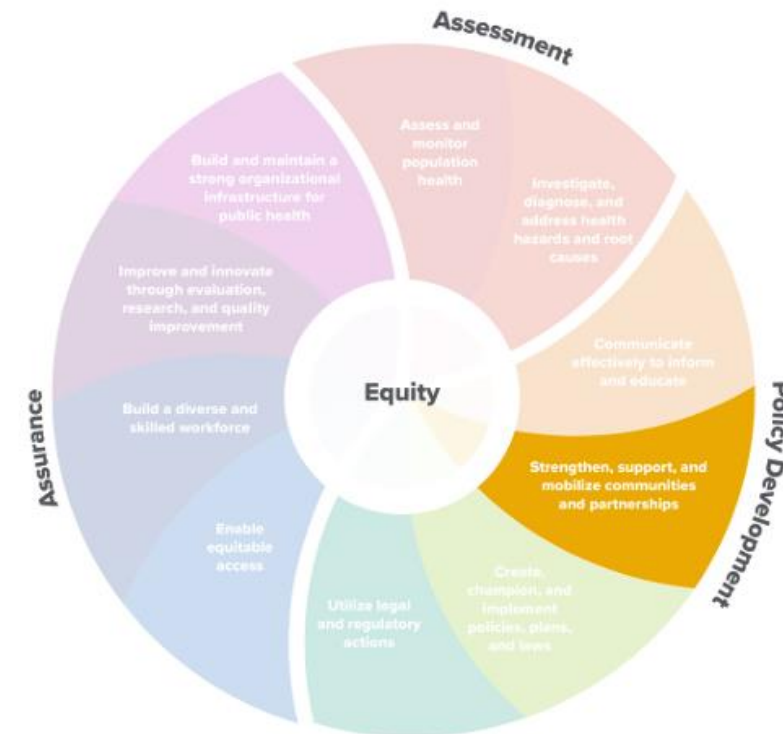 Assessment
Assess and
monitor
population
health
Investigate,
diagnose, and
address health
hazards and root
causes
Policy Development
Communicate
effectively to inform
and educate
Strengthen, support, and
mobilize communities
and partnerships
Create,
champion, and
implement
policies, plans,
and laws
Utilize legal
and regulatory
actions
Assurance
Enable
equitable
access
Build a diverse and
skilled workforce
Improve and innovate
through evaluation,
research, and quality
improvement
Build and maintain a
strong organizational
infrastructure for
public health
Equity